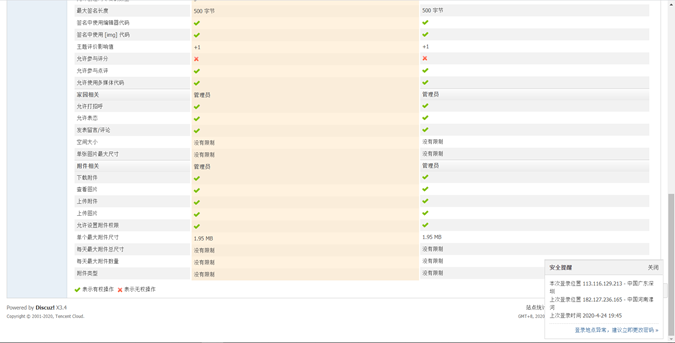 最大签名长度 500 字节 500 字节
签名中使用编辑器代码
签名中使用 [img] 代码
主题评价影响值 +1 +1
允许参与评分
允许参与点评
允许使用多媒体代码
家园相关 管理员 管理员
允许打招呼
允许表态
发表留言/评论
空间大小 没有限制 没有限制
单张图片最大尺寸 没有限制 没有限制
附件相关 管理员 管理员
下载附件
查看图片
上传附件
上传图片
允许设置附件权限
单个最大附件尺寸 1.95 MB 1.95 MB
每天最大附件总尺寸 没有限制 没有限制
每天最大附件数量 没有限制 没有限制
附件类型 没有限制 没有限制
表示有权操作 表示无权操作
Powered by Discuz! X3.4
Copyright © 2001-2020, Tencent Cloud.
站点统计
GMT+8, 2020
安全提醒 关闭
本次登录位置 113.116.129.213 - 中国广东深圳
上次登录位置 182.127.236.165 - 中国河南漯河
上次登录时间 2020-4-24 19:45
登录地点异常，建议立即更改密码 »